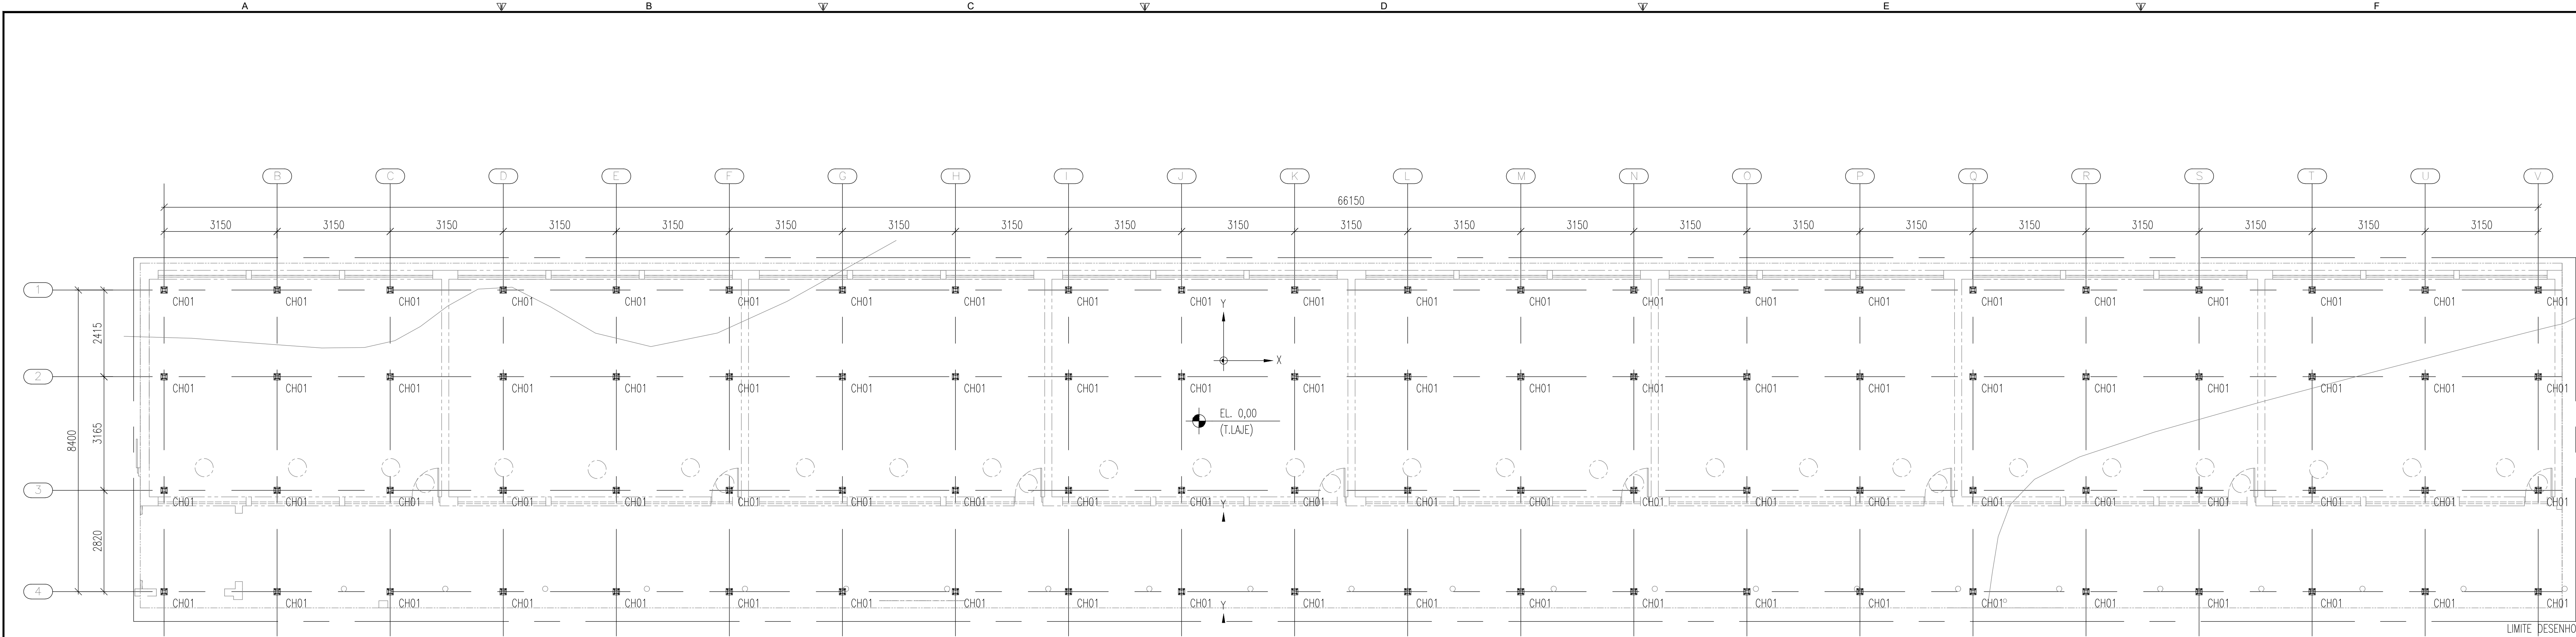 A B C D E F
B C D E F G H I J K L M N O P Q R S T U V
66150
3150 3150 3150 3150 3150 3150 3150 3150 3150 3150 3150 3150 3150 3150 3150 3150 3150 3150 3150 3150 3150
1
CH01 CH01 CH01 CH01 CH01 CH01 CH01 CH01 CH01 CH01 CH01 CH01 CH01 CH01 CH01 CH01 CH01 CH01 CH01 CH01 CH01 CH01
Y
2415
X
2
CH01 CH01 CH01 CH01 CH01 CH01 CH01 CH01 CH01 CH01 CH01 CH01 CH01 CH01 CH01 CH01 CH01 CH01 CH01 CH01 CH01 CH01
EL. 0,00
(T.LAJE)
8400
3165
3
CH01 CH01 CH01 CH01 CH01 CH01 CH01 CH01 CH01 CH01 CH01 CH01 CH01 CH01 CH01 CH01 CH01 CH01 CH01 CH01 CH01 CH01
Y
2820
4
CH01 CH01 CH01 CH01 CH01 CH01 CH01 CH01 CH01 CH01 CH01 CH01 CH01 CH01 CH01 CH01 CH01 CH01 CH01 CH01 CH01 CH01
Y
LIMITE DESENHO